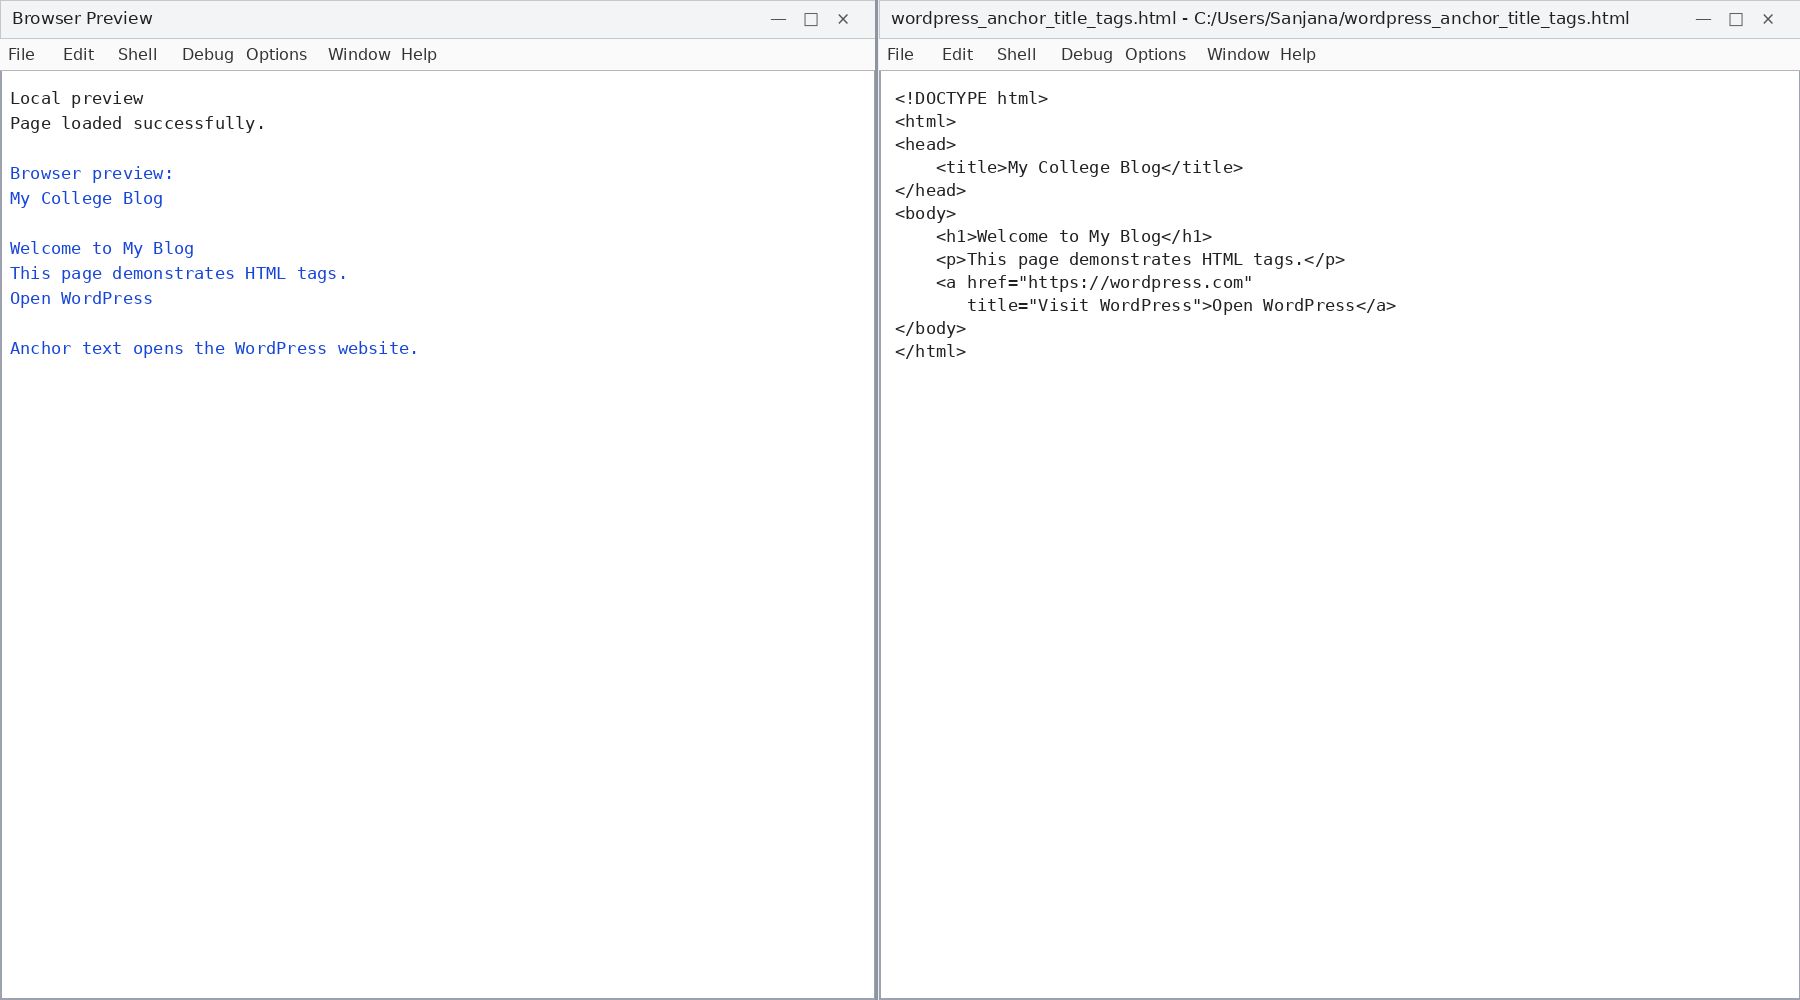 Browser Preview
File Edit Shell Debug Options Window Help
Local preview
Page loaded successfully.
Browser preview:
My College Blog
Welcome to My Blog
This page demonstrates HTML tags.
Open WordPress
Anchor text opens the WordPress website.
wordpress_anchor_title_tags.html - C:/Users/Sanjana/wordpress_anchor_title_tags.html
File Edit Shell Debug Options Window Help
<!DOCTYPE html>
<html>
<head>
    <title>My College Blog</title>
</head>
<body>
    <h1>Welcome to My Blog</h1>
    <p>This page demonstrates HTML tags.</p>
    <a href="https://wordpress.com"
       title="Visit WordPress">Open WordPress</a>
</body>
</html>